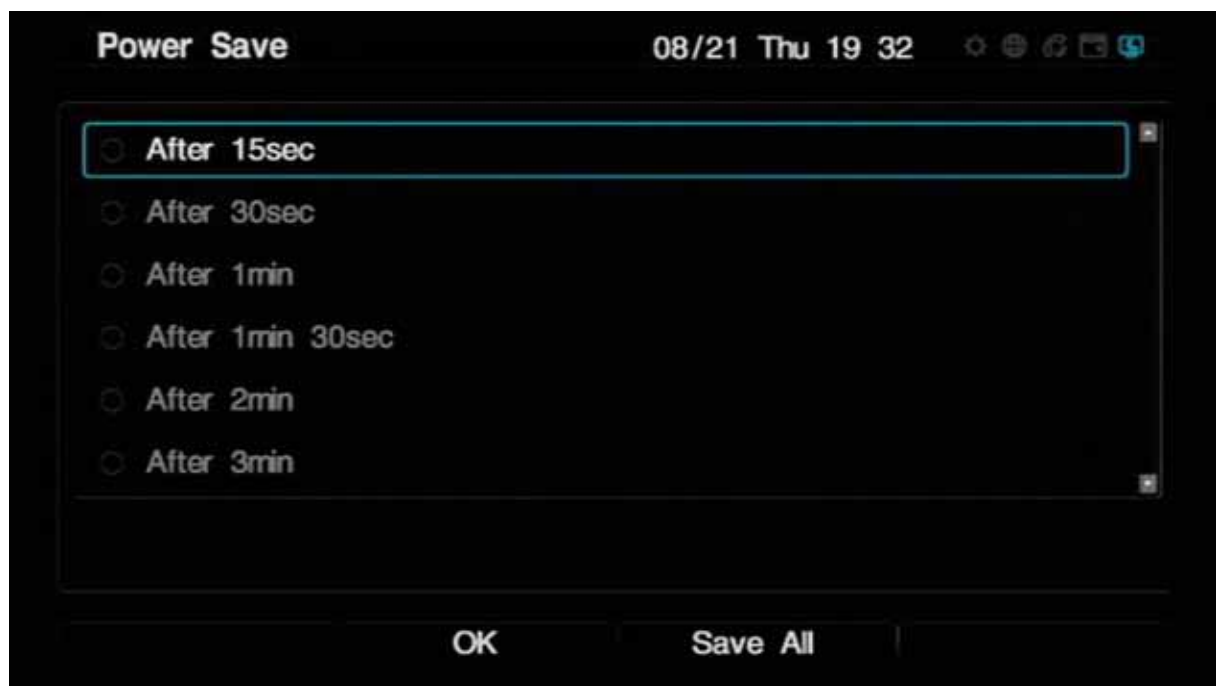 Power Save 08/21 Thu 19 32
After 15sec
After 30sec
After 1min
After 1min 30sec
After 2min
After 3min
OK Save All